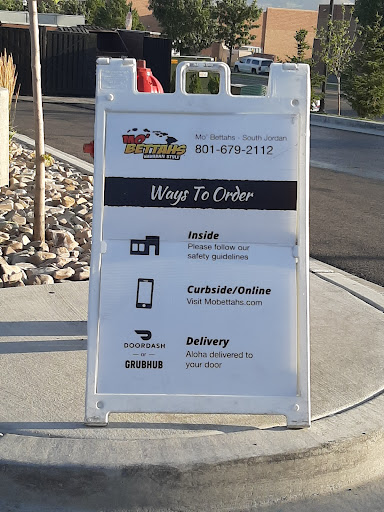 MO' BETTAHS
HAWAIIAN STYLE
Mo' Bettahs - South Jordan
801-679-2112
Ways To Order
Inside
Please follow our
safety guidelines
Curbside/Online
Visit Mobettahs.com
DOORDASH
or
GRUBHUB
Delivery
Aloha delivered to
your door